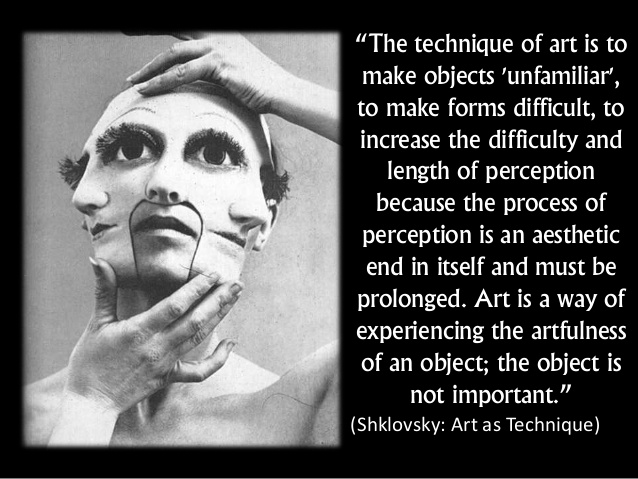 “The technique of art is to
make objects 'unfamiliar',
to make forms difficult, to
increase the difficulty and
length of perception
because the process of
perception is an aesthetic
end in itself and must be
prolonged. Art is a way of
experiencing the artfulness
of an object; the object is
not important.”
(Shklovsky: Art as Technique)